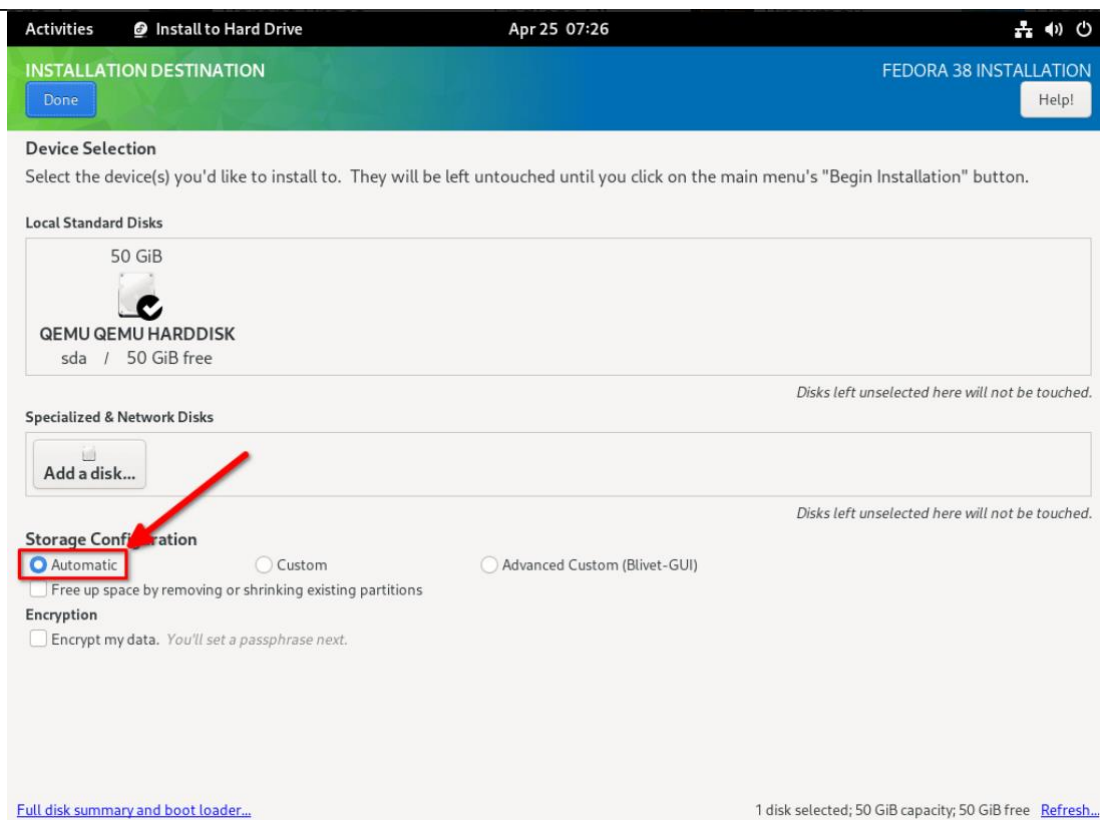 Activities Install to Hard Drive Apr 25 07:26
INSTALLATION DESTINATION FEDORA 38 INSTALLATION
Done Help!
Device Selection
Select the device(s) you'd like to install to. They will be left untouched until you click on the main menu's "Begin Installation" button.
Local Standard Disks
50 GiB
QEMU QEMU HARDDISK
sda / 50 GiB free
Disks left unselected here will not be touched.
Specialized & Network Disks
Add a disk...
Disks left unselected here will not be touched.
Storage Configuration
Automatic Custom Advanced Custom (Blivet-GUI)
Free up space by removing or shrinking existing partitions
Encryption
Encrypt my data. You'll set a passphrase next.
Full disk summary and boot loader... 1 disk selected; 50 GiB capacity; 50 GiB free Refresh...